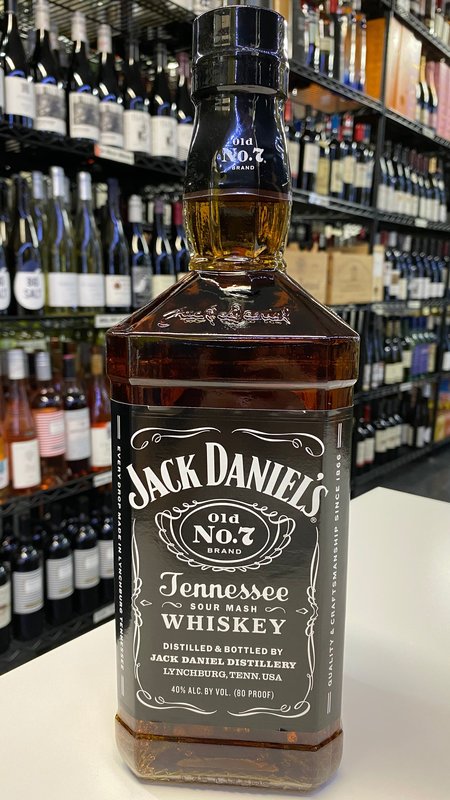 Old
No.7
BRAND
Jack Daniel
JACK DANIEL'S
Old
No.7
BRAND
Tennessee
SOUR MASH
WHISKEY
DISTILLED & BOTTLED BY
JACK DANIEL DISTILLERY
LYNCHBURG, TENN. USA
40% ALC. BY VOL. (80 PROOF)
EVERY DROP MADE IN LYNCHBURG TENNESSEE
QUALITY & CRAFTSMANSHIP SINCE 1866